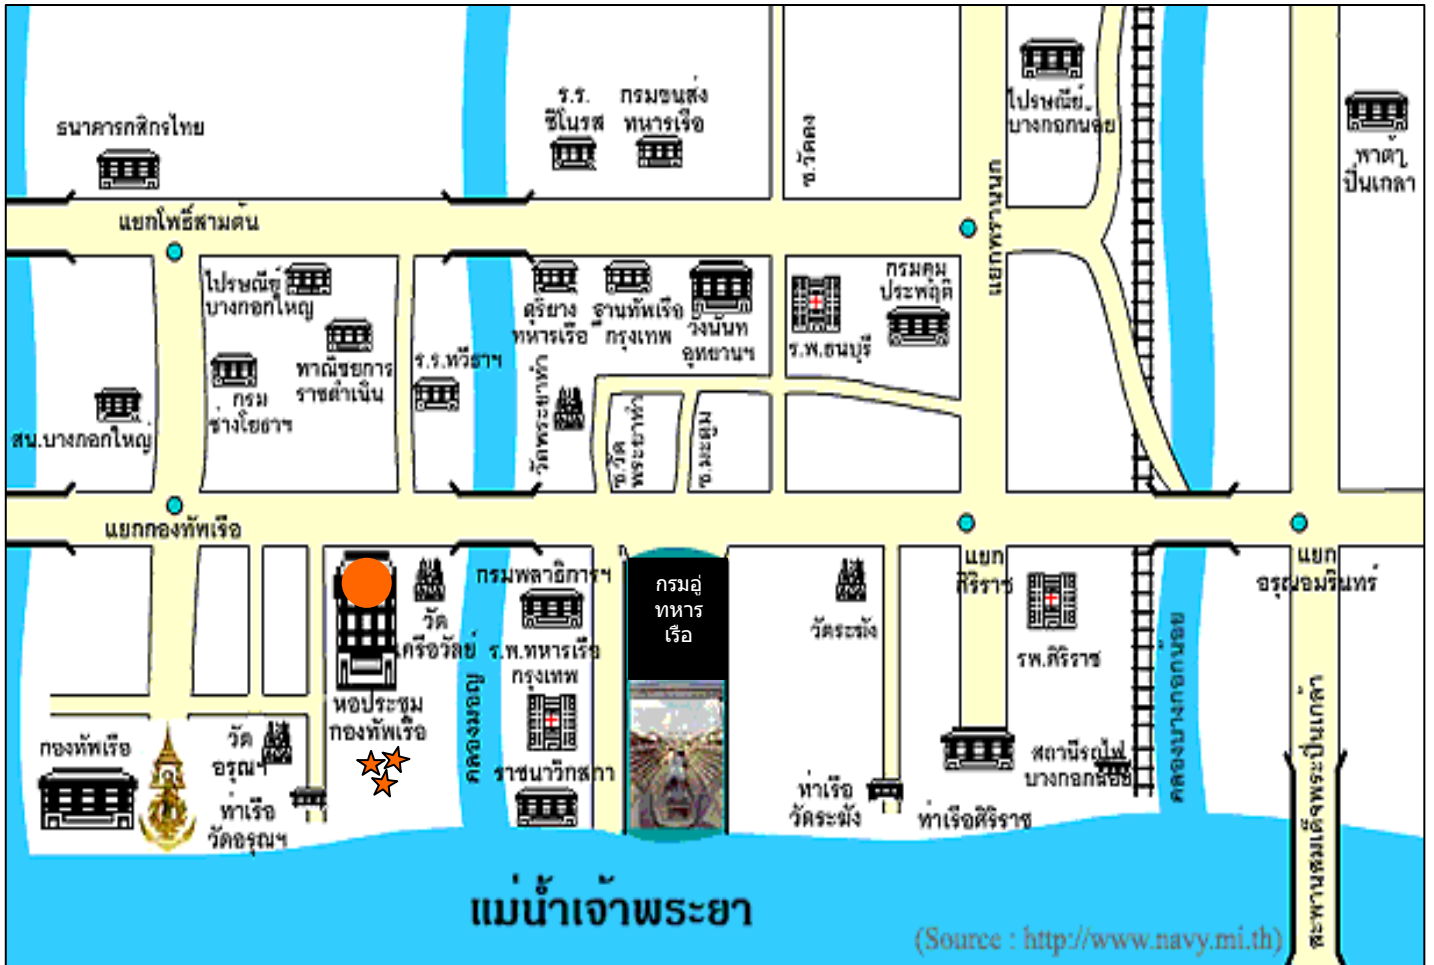 ธนาคารกสิกรไทย
ร.ร.
ชิโนรส
กรมขนส่ง
ทหารเรือ
ซ.วัดดง
ไปรษณีย์
บางกอกน้อย
พาต้า
ปิ่นเกล้า
แยกโพธิ์สามต้น
แยกพรานนก
ไปรษณีย์
บางกอกใหญ่
ดุริยาง
ทหารเรือ
ฐานทัพเรือ
กรุงเทพ
วังนันท
อุทยานฯ
ร.พ.ธนบุรี
กรมคุม
ประพฤติ
พาณิชยการ
ราชดำเนิน
ร.ร.ทวีธาฯ
กรม
ช่างโยธาฯ
สน.บางกอกใหญ่
วัดพระยาทำ
ซ.วัด
พระยาทำ
ซ.มะตูม
แยกกองทัพเรือ
แยก
ศิริราช
แยก
อรุณอมรินทร์
กรมพลาธิการฯ
กรมอู่
ทหาร
เรือ
วัด
เครือวัลย์
ร.พ.ทหารเรือ
กรุงเทพ
วัดระฆัง
รพ.ศิริราช
คลองมอญ
คลองบางกอกน้อย
หอประชุม
กองทัพเรือ
กองทัพเรือ
วัด
อรุณฯ
ท่าเรือ
วัดอรุณฯ
ราชนาวิกสภา
ท่าเรือ
วัดระฆัง
สถานีรถไฟ
บางกอกน้อย
ท่าเรือศิริราช
สะพานสมเด็จพระปิ่นเกล้า
แม่น้ำเจ้าพระยา
(Source : http://www.navy.mi.th)